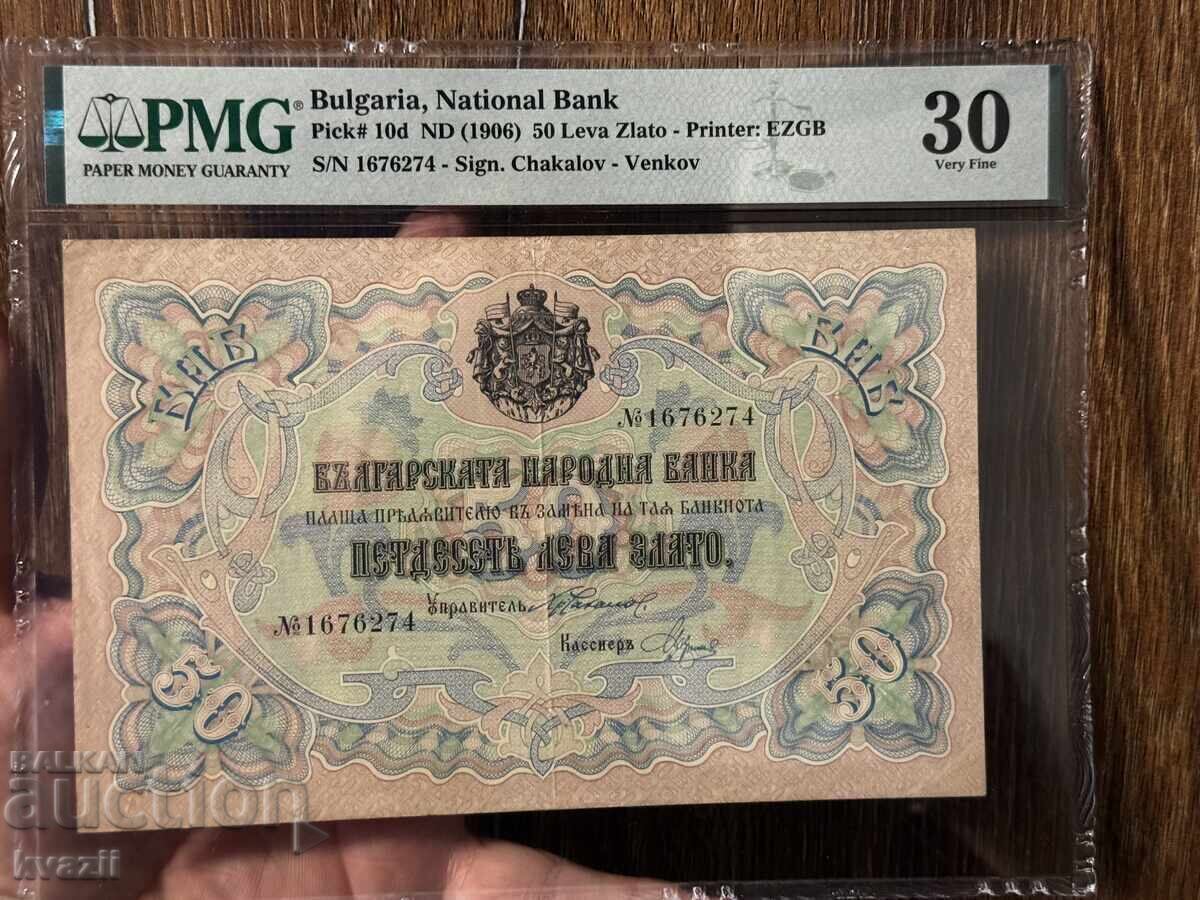 PMG®
PAPER MONEY GUARANTY
Bulgaria, National Bank
Pick# 10d ND (1906) 50 Leva Zlato - Printer: EZGB
S/N 1676274 - Sign. Chakalov - Venkov
30
Very Fine
БНБ
БНБ
№1676274
50
БЪЛГАРСКАТА НАРОДНА БАНКА
ПЛАЩА ПРѢДЯВИТЕЛЮ ВЪ ЗАМѢНА НА ТАЯ БАНКНОТА
ПЕТДЕСЕТЬ ЛЕВА ЗЛАТО.
Управитель
№1676274
Кассиеръ
50
50
BALKAN
auction
kvazii